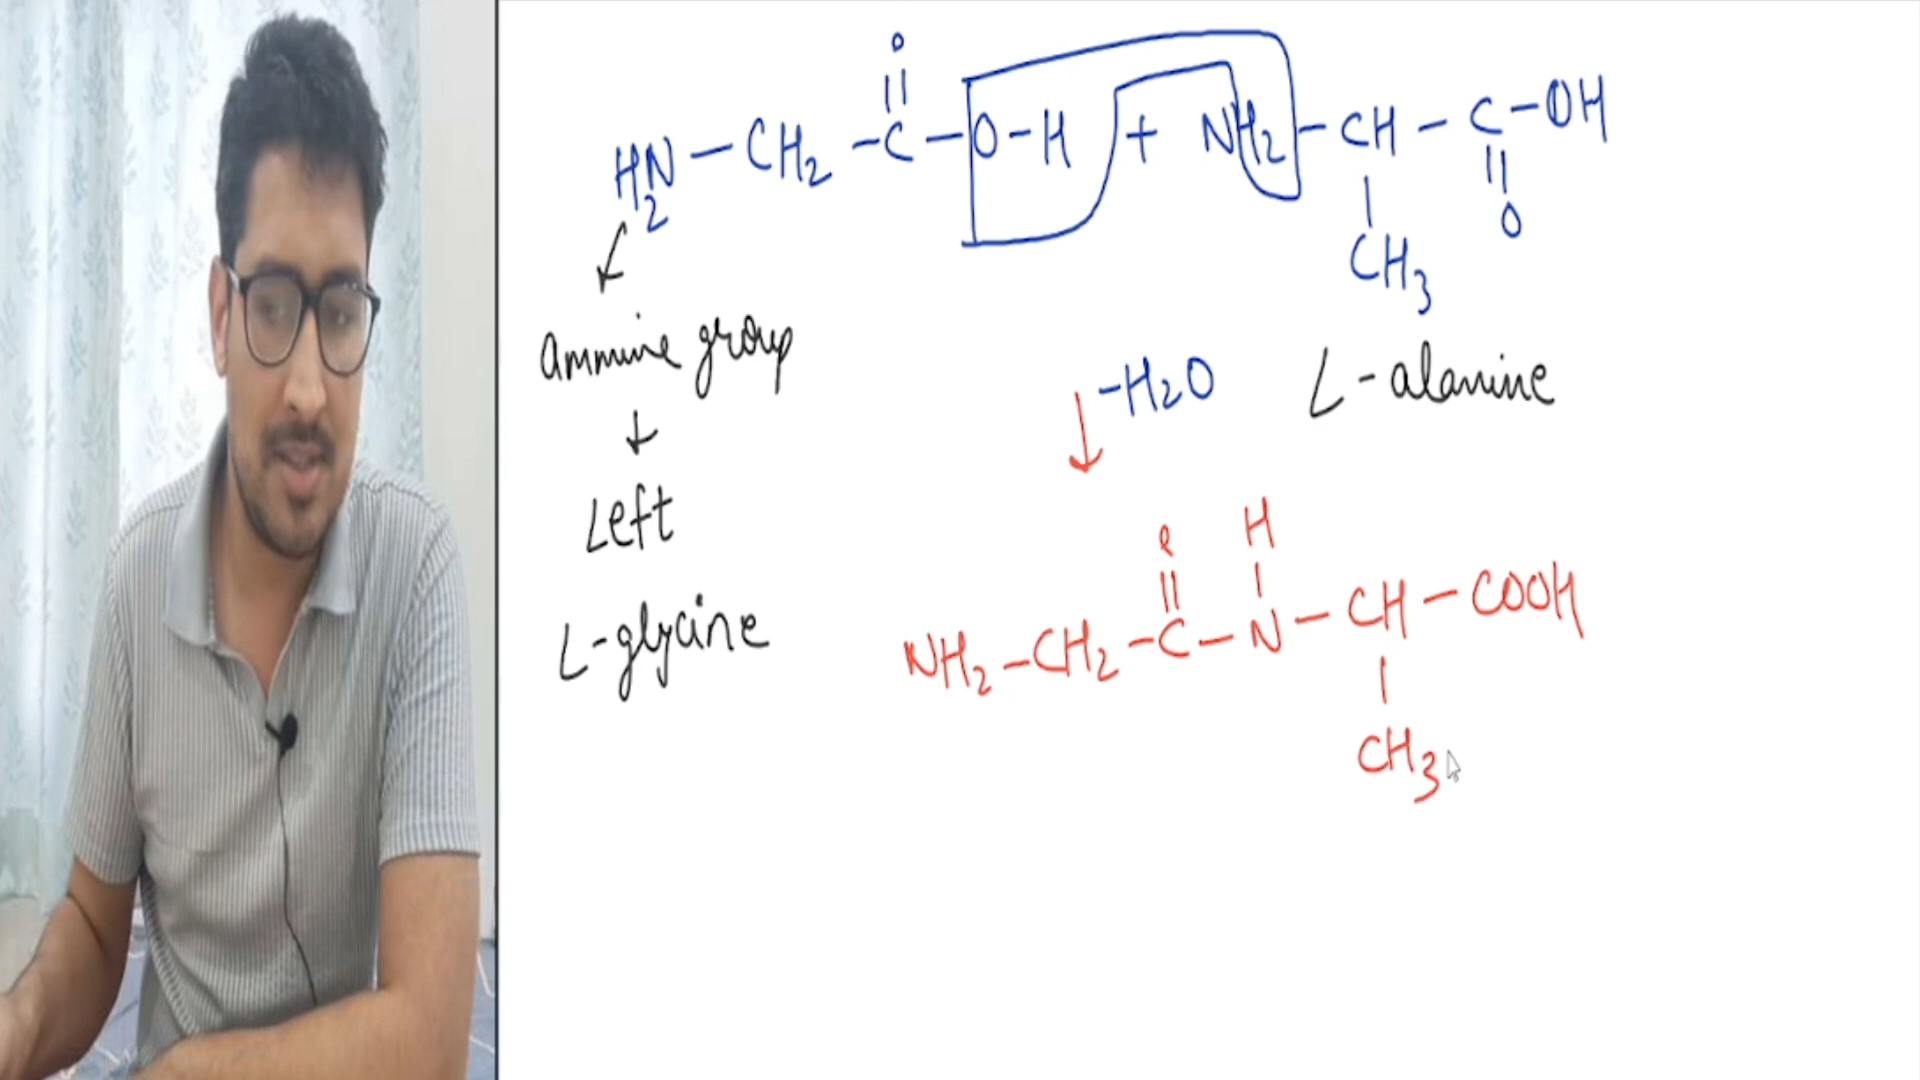 O
H2N - CH2 - C - O - H + NH2 - CH - C - OH
CH3 O
ammine group
Left
L-glycine
-H2O
L-alanine
O H
NH2 - CH2 - C - N - CH - COOH
CH3